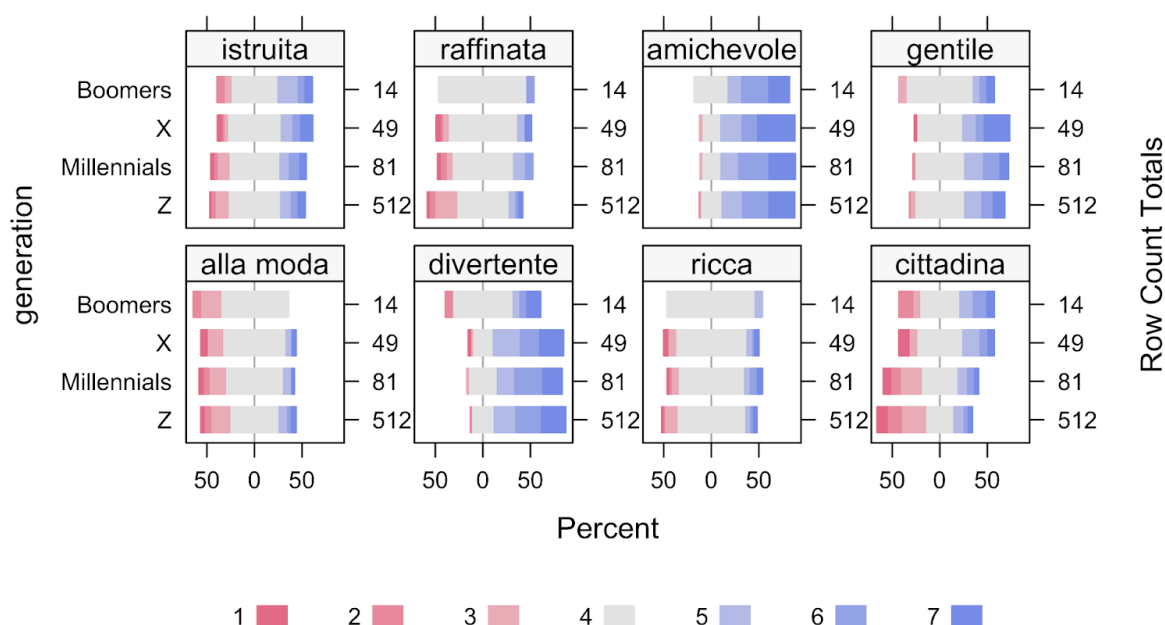 istruita raffinata amichevole gentile
Boomers 14 14 14 14
X 49 49 49 49
Millennials 81 81 81 81
Z 512 512 512 512
generation
Row Count Totals
alla moda divertente ricca cittadina
Boomers 14 14 14 14
X 49 49 49 49
Millennials 81 81 81 81
Z 512 512 512 512
50 0 50 50 0 50 50 0 50 50 0 50
Percent
1 2 3 4 5 6 7